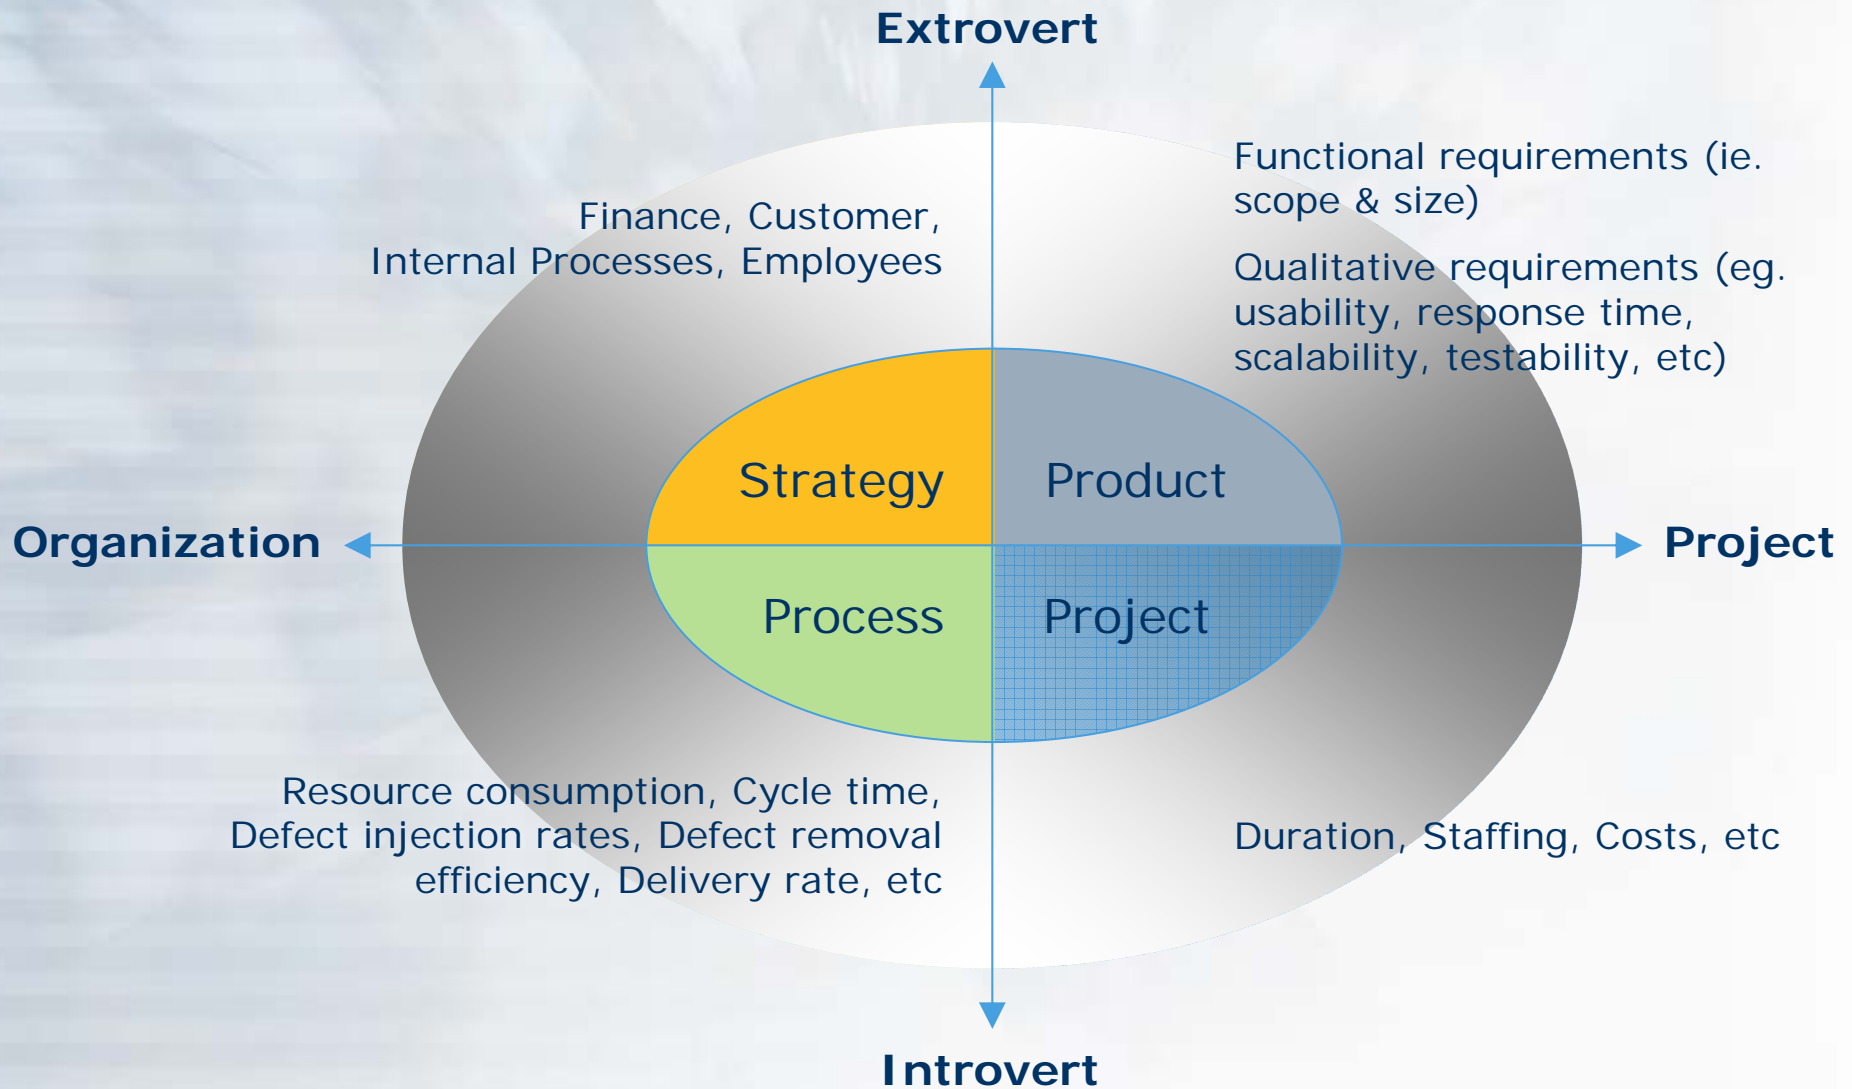 Extrovert
Functional requirements (ie.
scope & size)
Finance, Customer,
Internal Processes, Employees
Qualitative requirements (eg.
usability, response time,
scalability, testability, etc)
Strategy
Product
Organization
Project
Process
Project
Resource consumption, Cycle time,
Defect injection rates, Defect removal
efficiency, Delivery rate, etc
Duration, Staffing, Costs, etc
Introvert